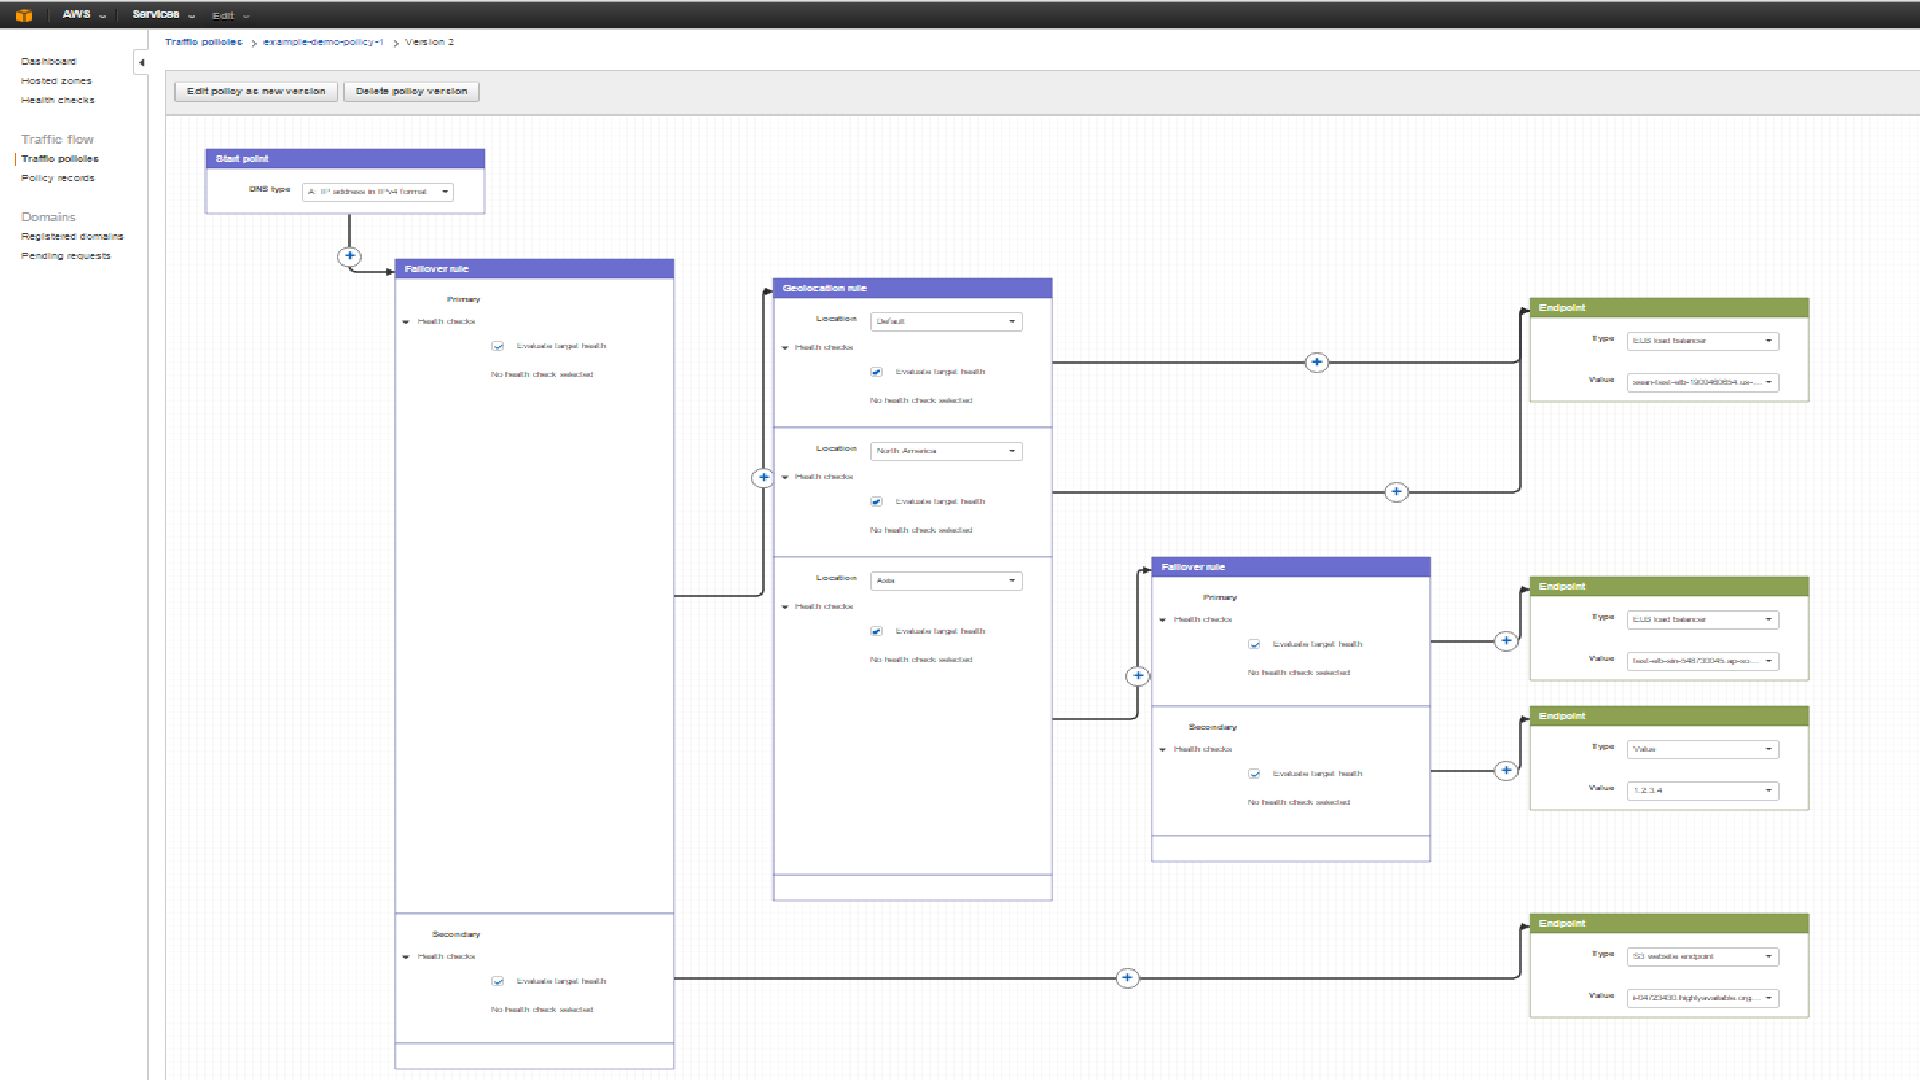 AWS
Services
Edit
Traffic policies > example-demo-policy-1 > Version 2
Dashboard
Hosted zones
Health checks
Traffic flow
Traffic policies
Policy records
Domains
Registered domains
Pending requests
Edit policy as new version
Delete policy version
Start point
DNS type
A: IP address in IPv4 format
Failover rule
Primary
Health checks
Evaluate target health
No health check selected
Secondary
Health checks
Evaluate target health
No health check selected
Geolocation rule
Location
Default
Health checks
Evaluate target health
No health check selected
Location
North America
Health checks
Evaluate target health
No health check selected
Location
Asia
Health checks
Evaluate target health
No health check selected
Failover rule
Primary
Health checks
Evaluate target health
No health check selected
Secondary
Health checks
Evaluate target health
No health check selected
Endpoint
Type
ELB load balancer
Value
Endpoint
Type
ELB load balancer
Value
Endpoint
Type
Value
Value
1.2.3.4
Endpoint
Type
S3 website endpoint
Value